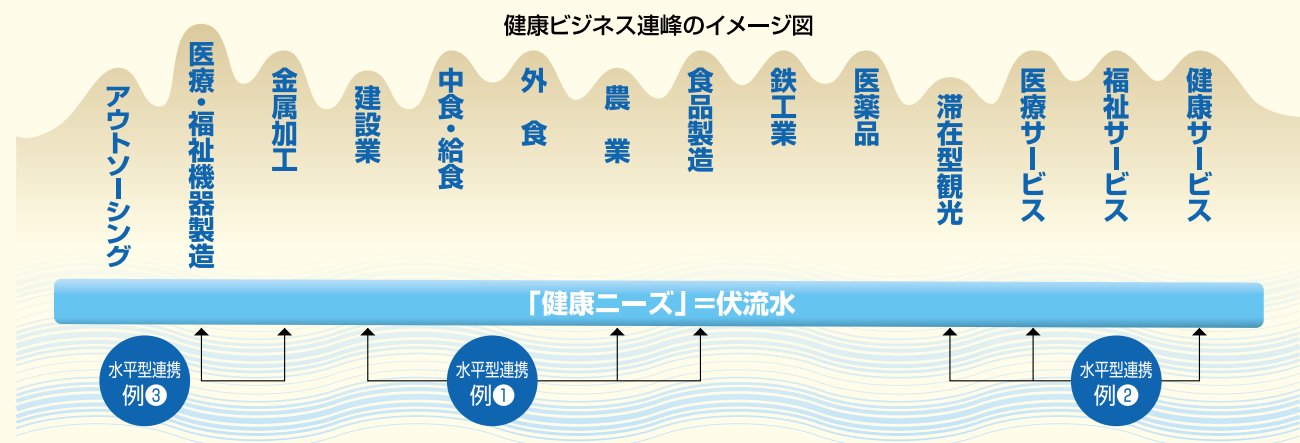 健康ビジネス連峰のイメージ図
アウトソーシング
医療・福祉機器製造
金属加工
建設業
中食・給食
外食
農業
食品製造
鉄工業
医薬品
滞在型観光
医療サービス
福祉サービス
健康サービス
「健康ニーズ」=伏流水
水平型連携
例❸
水平型連携
例❶
水平型連携
例❷